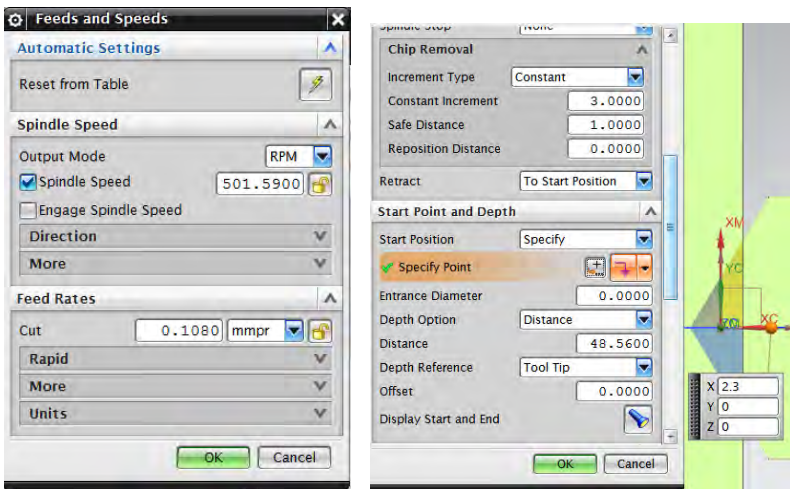 Feeds and Speeds
Automatic Settings
Reset from Table
Spindle Speed
Output Mode RPM
Spindle Speed 501.5900
Engage Spindle Speed
Direction
More
Feed Rates
Cut 0.1080 mmpr
Rapid
More
Units
OK Cancel
Spindle Stop None
Chip Removal
Increment Type Constant
Constant Increment 3.0000
Safe Distance 1.0000
Reposition Distance 0.0000
Retract To Start Position
Start Point and Depth
Start Position Specify
Specify Point
Entrance Diameter 0.0000
Depth Option Distance
Distance 48.5600
Depth Reference Tool Tip
Offset 0.0000
Display Start and End
OK Cancel
XM
YC
XC
X 2.3
Y 0
Z 0